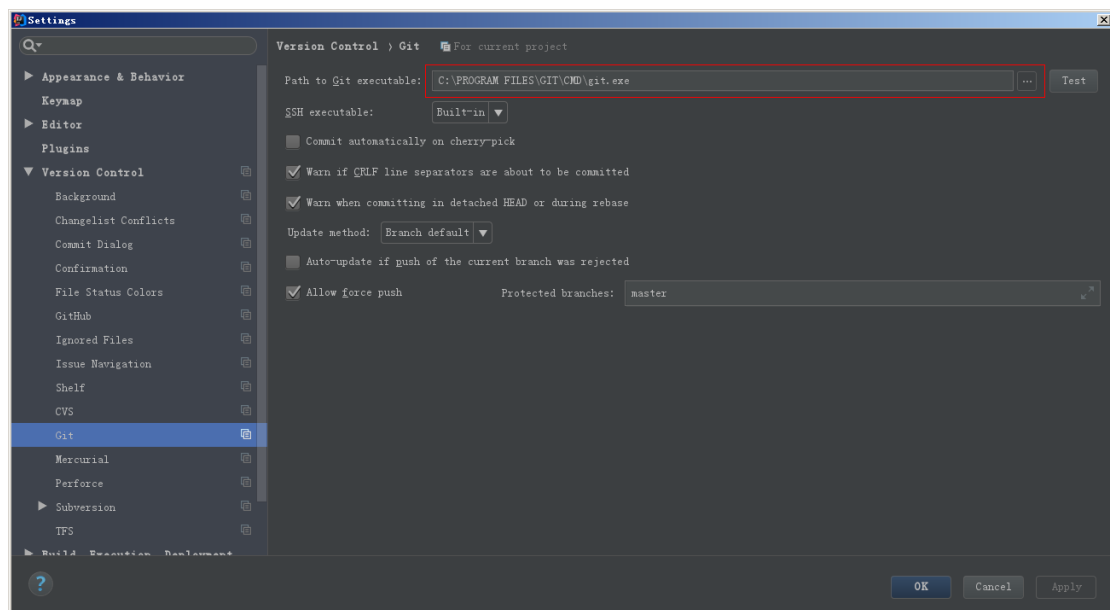 Settings
Version Control › Git For current project
Appearance & Behavior
Keymap
Editor
Plugins
Version Control
Background
Changelist Conflicts
Commit Dialog
Confirmation
File Status Colors
GitHub
Ignored Files
Issue Navigation
Shelf
CVS
Git
Mercurial
Perforce
Subversion
TFS
Build, Execution, Deployment
Path to Git executable: C:\PROGRAM FILES\GIT\CMD\git.exe ... Test
SSH executable: Built-in
Commit automatically on cherry-pick
Warn if CRLF line separators are about to be committed
Warn when committing in detached HEAD or during rebase
Update method: Branch default
Auto-update if push of the current branch was rejected
Allow force push Protected branches: master
? OK Cancel Apply